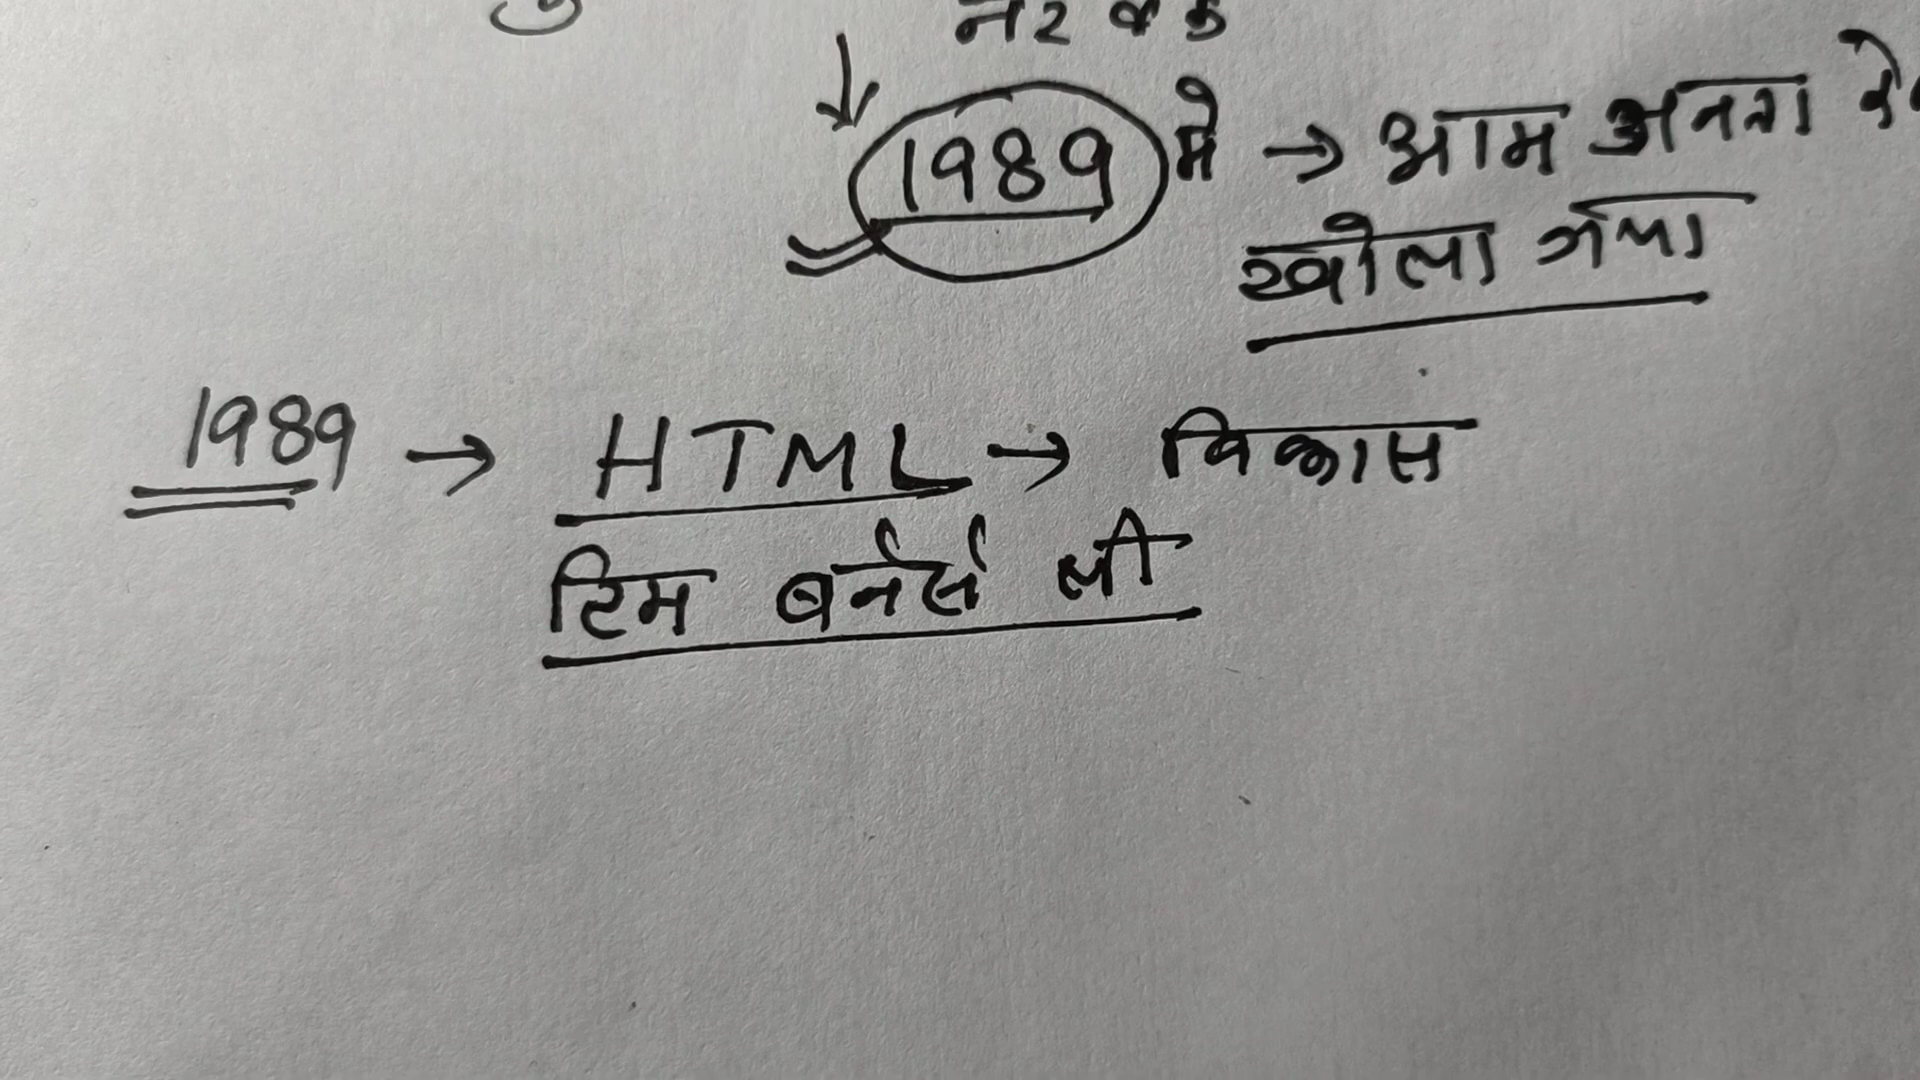 1989 में → आम जनता के
खोला गया
1989 → HTML → विकास
टिम बर्नर्स ली